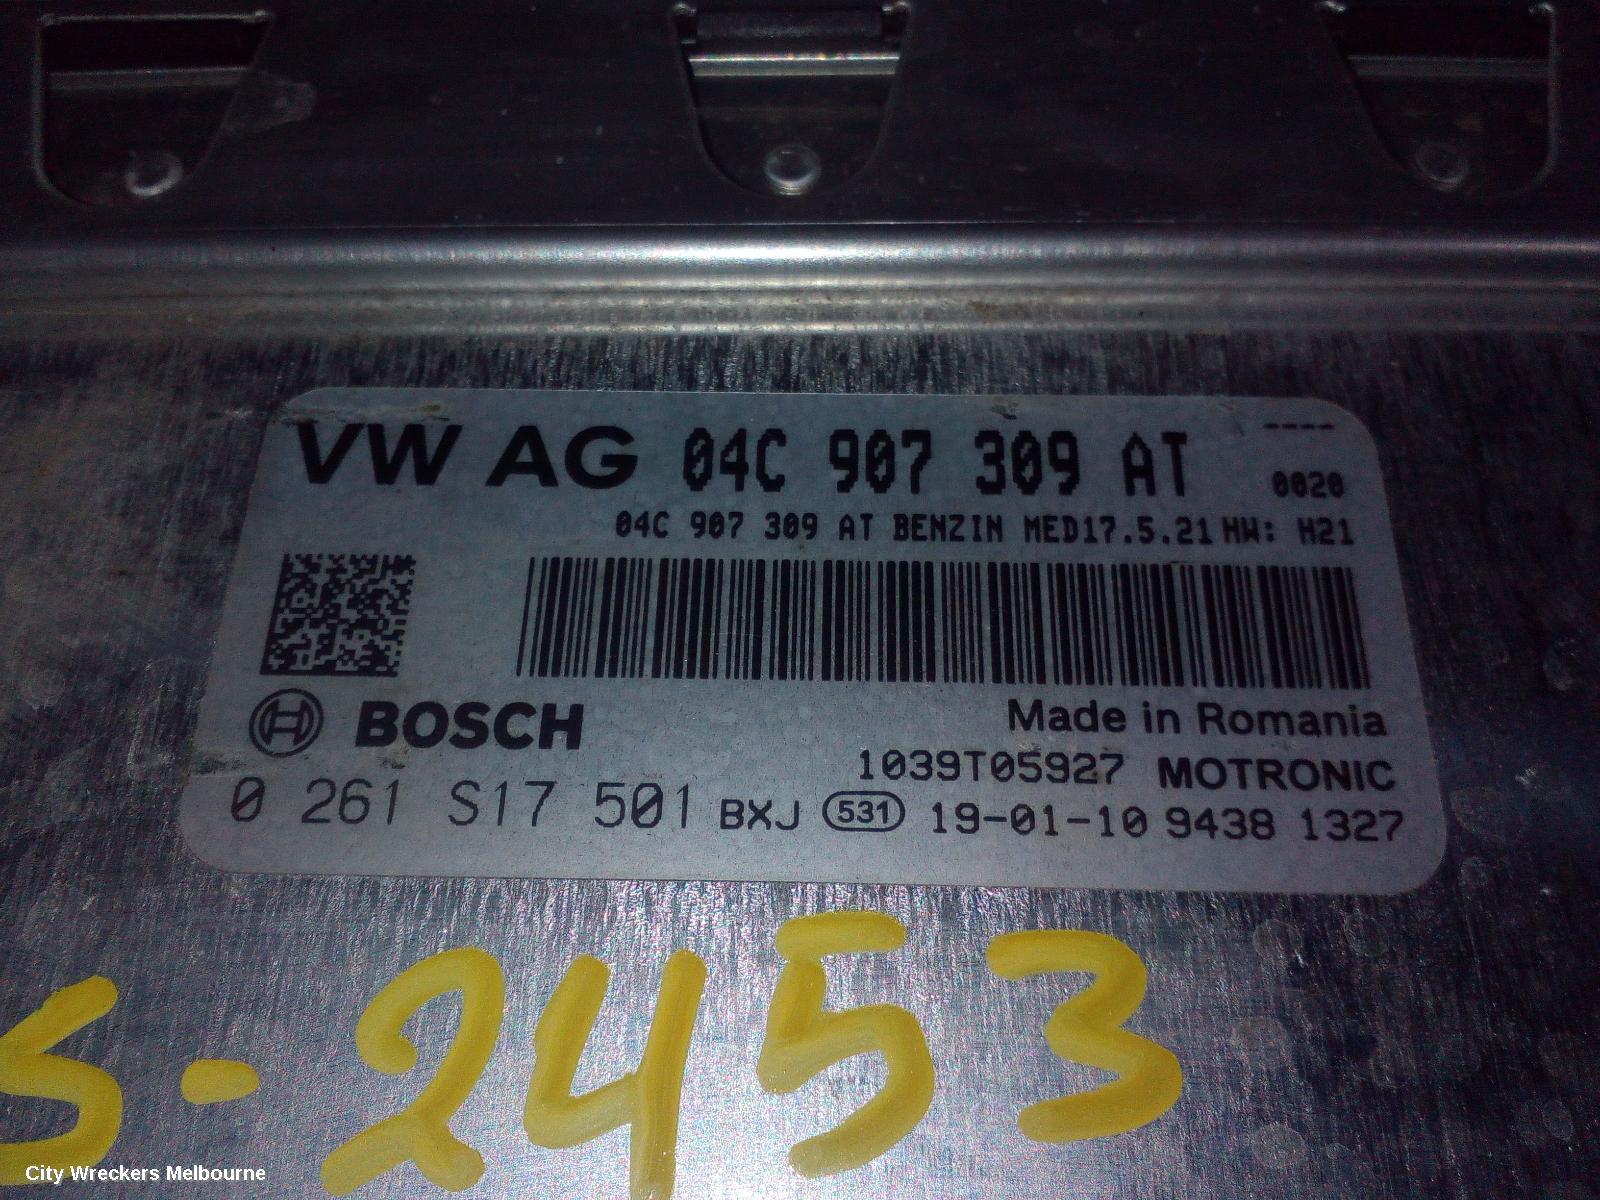 VW AG 04C 907 309 AT ---- 0020
04C 907 309 AT BENZIN MED17.5.21 HW: H21
BOSCH
Made in Romania
1039T05927 MOTRONIC
0 261 S17 501 BXJ 531 19-01-10 9438 1327
S-2453
City Wreckers Melbourne